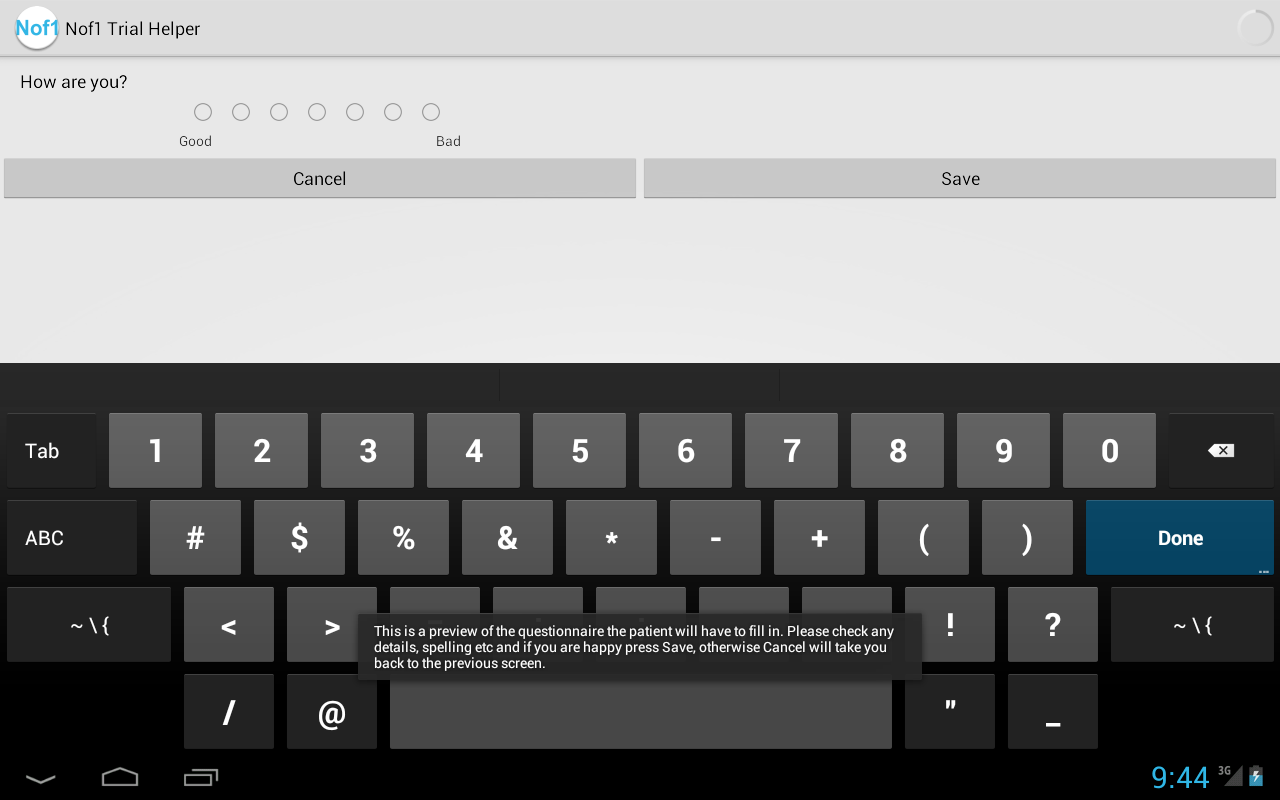 Nof1 Nof1 Trial Helper
How are you?
Good Bad
Cancel Save
Tab 1 2 3 4 5 6 7 8 9 0
ABC # $ % & * - + ( ) Done
...
~ \ { < > ! ? ~ \ {
This is a preview of the questionnaire the patient will have to fill in. Please check any
details, spelling etc and if you are happy press Save, otherwise Cancel will take you
back to the previous screen.
/ @ " _
9:44 3G